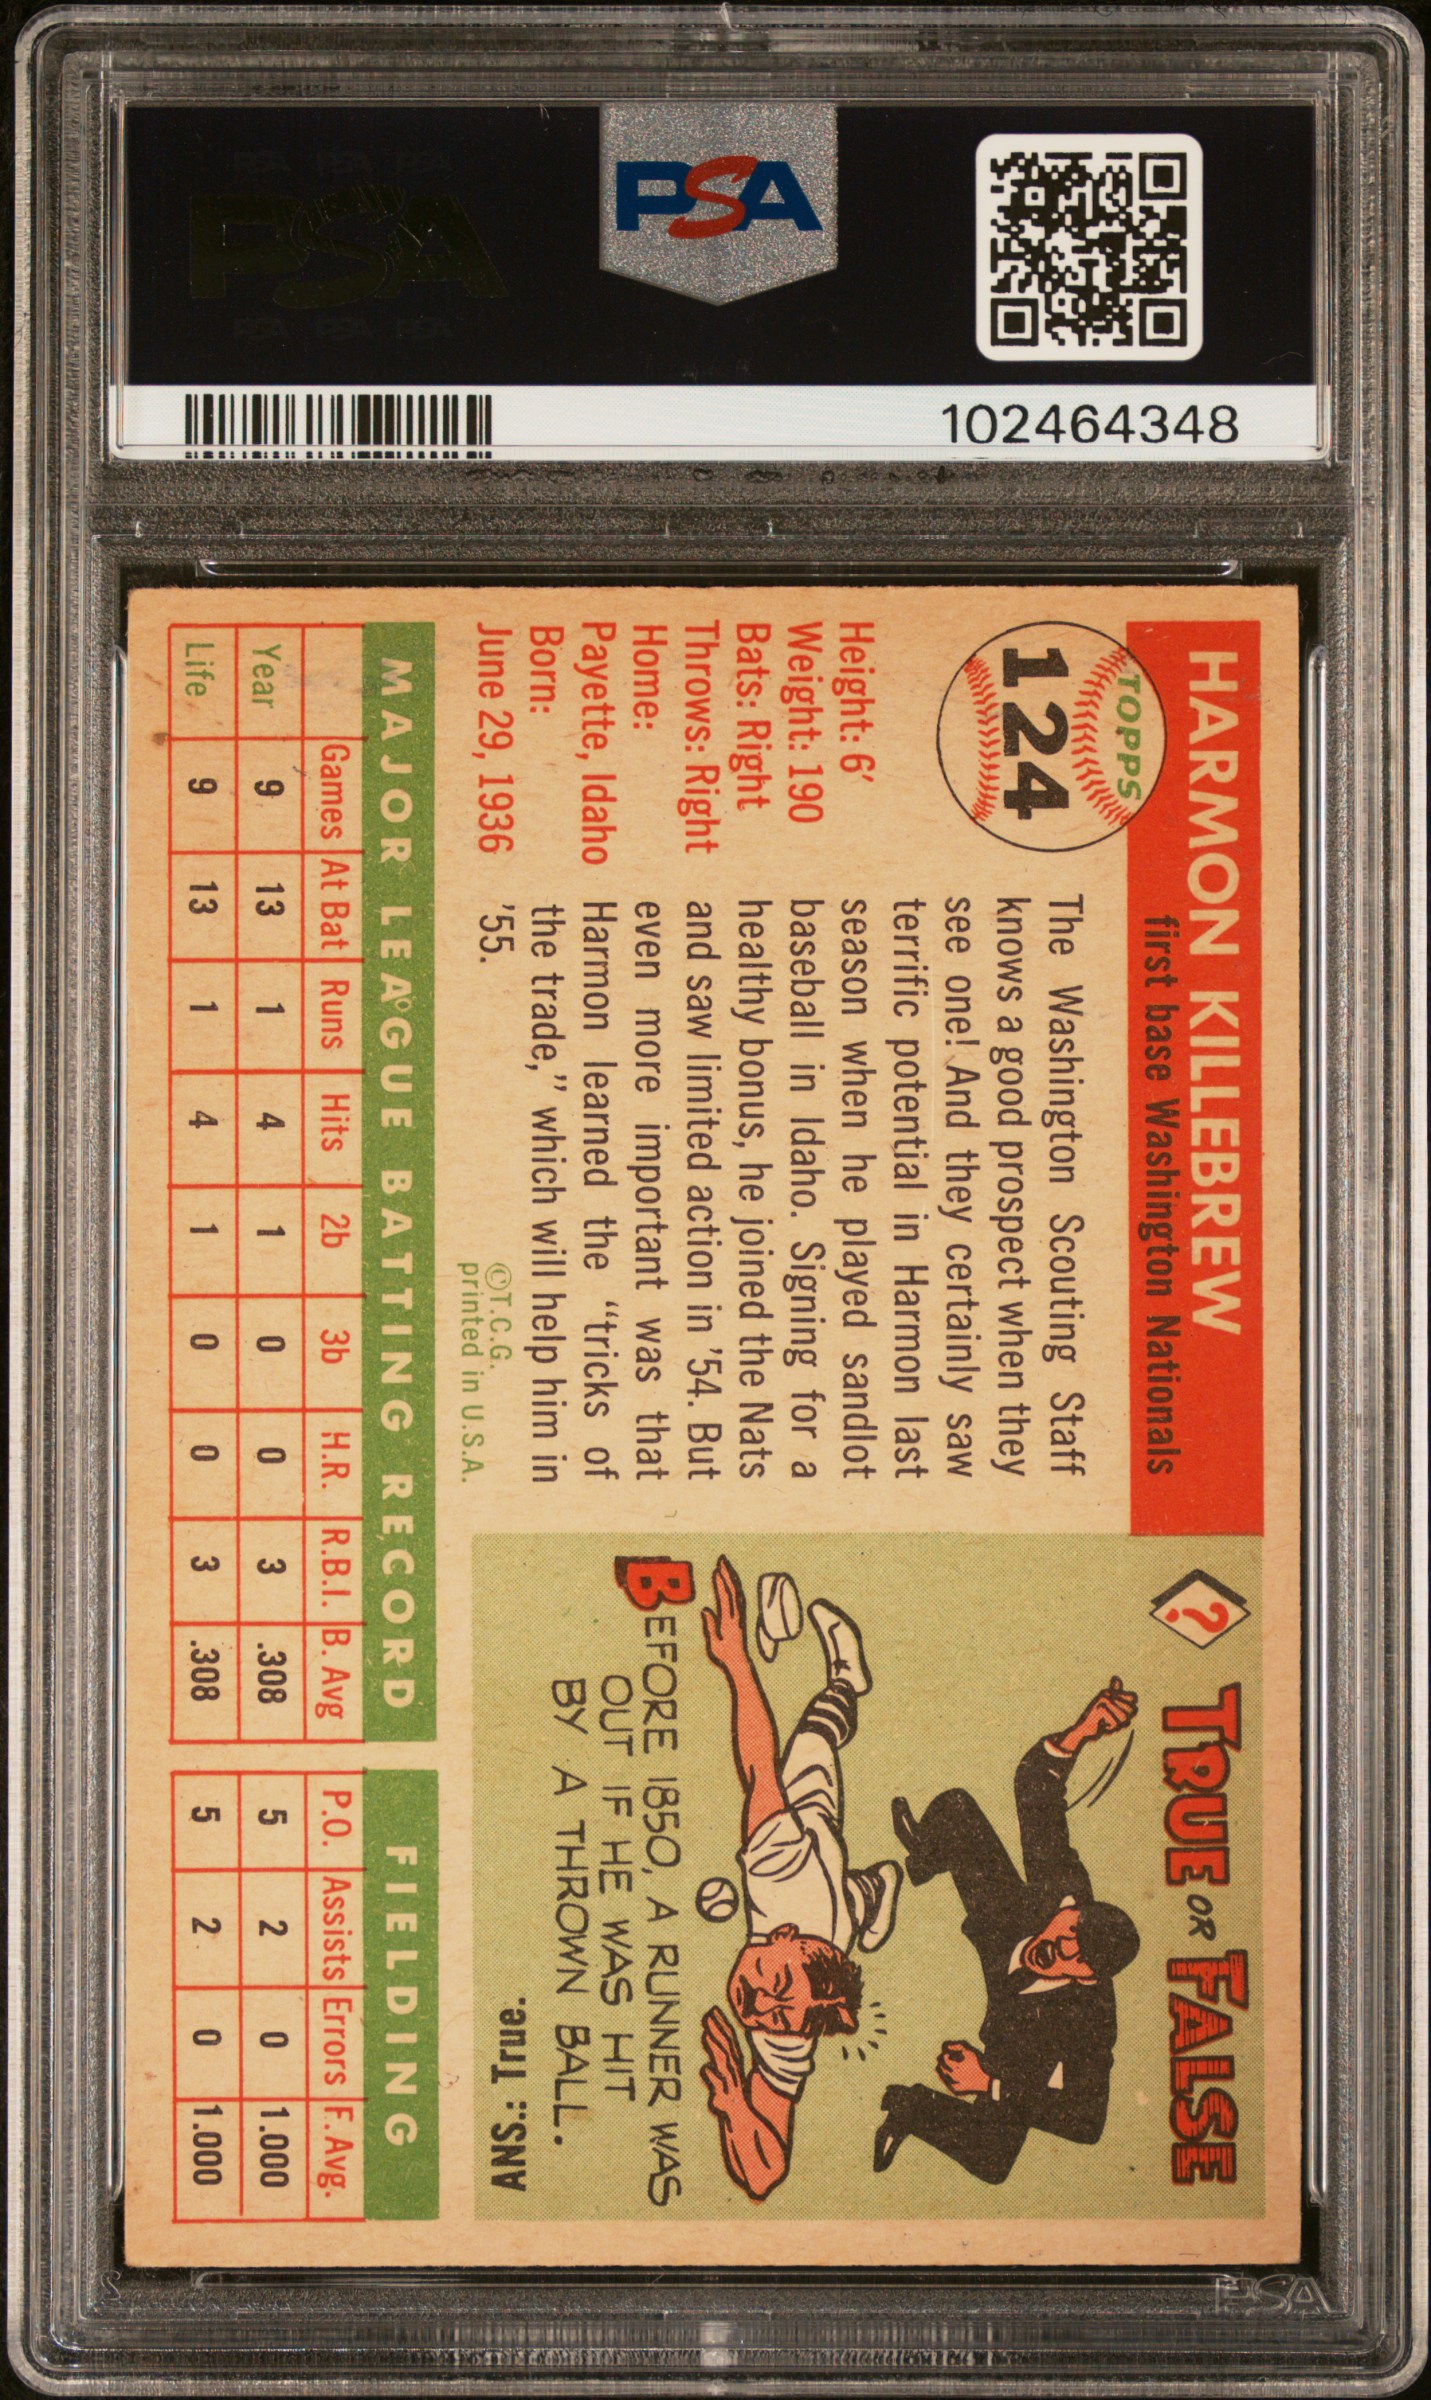 PSA
PSA
102464348
HARMON KILLEBREW
first base Washington Nationals
TOPPS
124
Height: 6'
Weight: 190
Bats: Right
Throws: Right
Home:
Payette, Idaho
Born:
June 29, 1936
The Washington Scouting Staff
knows a good prospect when they
see one! And they certainly saw
terrific potential in Harmon last
season when he played sandlot
baseball in Idaho. Signing for a
healthy bonus, he joined the Nats
and saw limited action in '54. But
even more important was that
Harmon learned the "tricks of
the trade," which will help him in
'55.
©T.C.G.
printed in U.S.A.
?
TRUE OR FALSE
BEFORE 1850, A RUNNER WAS
OUT IF HE WAS HIT
BY A THROWN BALL.
ANS.: True.
MAJOR LEAGUE BATTING RECORD
Games At Bat Runs Hits 2b 3b H.R. R.B.I. B. Avg
Year 9 13 1 4 1 0 0 3 .308
Life 9 13 1 4 1 0 0 3 .308
FIELDING
P.O. Assists Errors F. Avg.
5 2 0 1.000
5 2 0 1.000
PSA